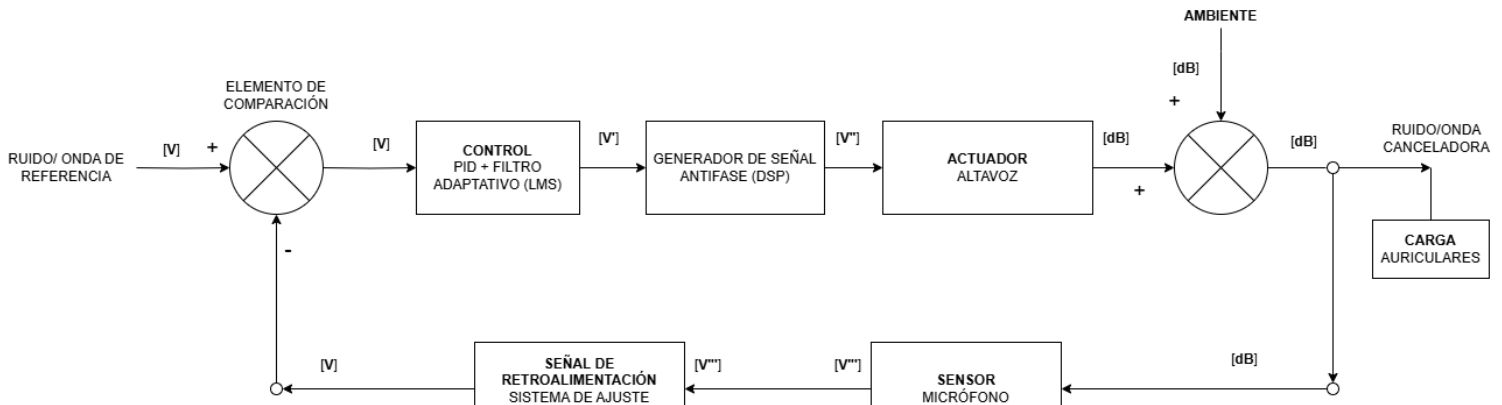 AMBIENTE
[dB]
+
ELEMENTO DE
COMPARACIÓN
RUIDO/ ONDA DE
REFERENCIA
[V]
+
-
[V]
CONTROL
PID + FILTRO
ADAPTATIVO (LMS)
[V']
GENERADOR DE SEÑAL
ANTIFASE (DSP)
[V'']
ACTUADOR
ALTAVOZ
[dB]
+
[dB]
RUIDO/ONDA
CANCELADORA
CARGA
AURICULARES
[V]
SEÑAL DE
RETROALIMENTACIÓN
SISTEMA DE AJUSTE
[V''']
[V''']
SENSOR
MICRÓFONO
[dB]